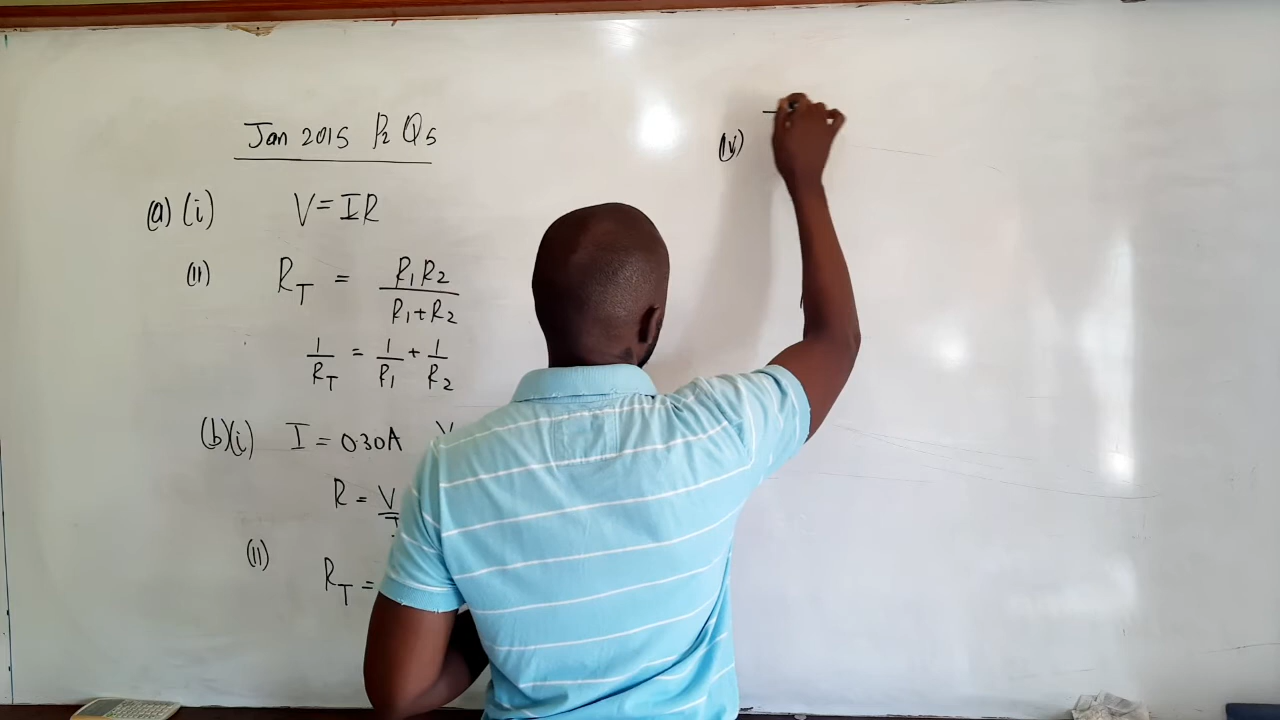 Jan 2015 P2 Q5
(a) (i) V = IR
(ii) R_T = R1R2 / R1+R2
1/R_T = 1/R1 + 1/R2
(b)(i) I = 0.30A V
R = V/I
(ii) R_T =
(iv)